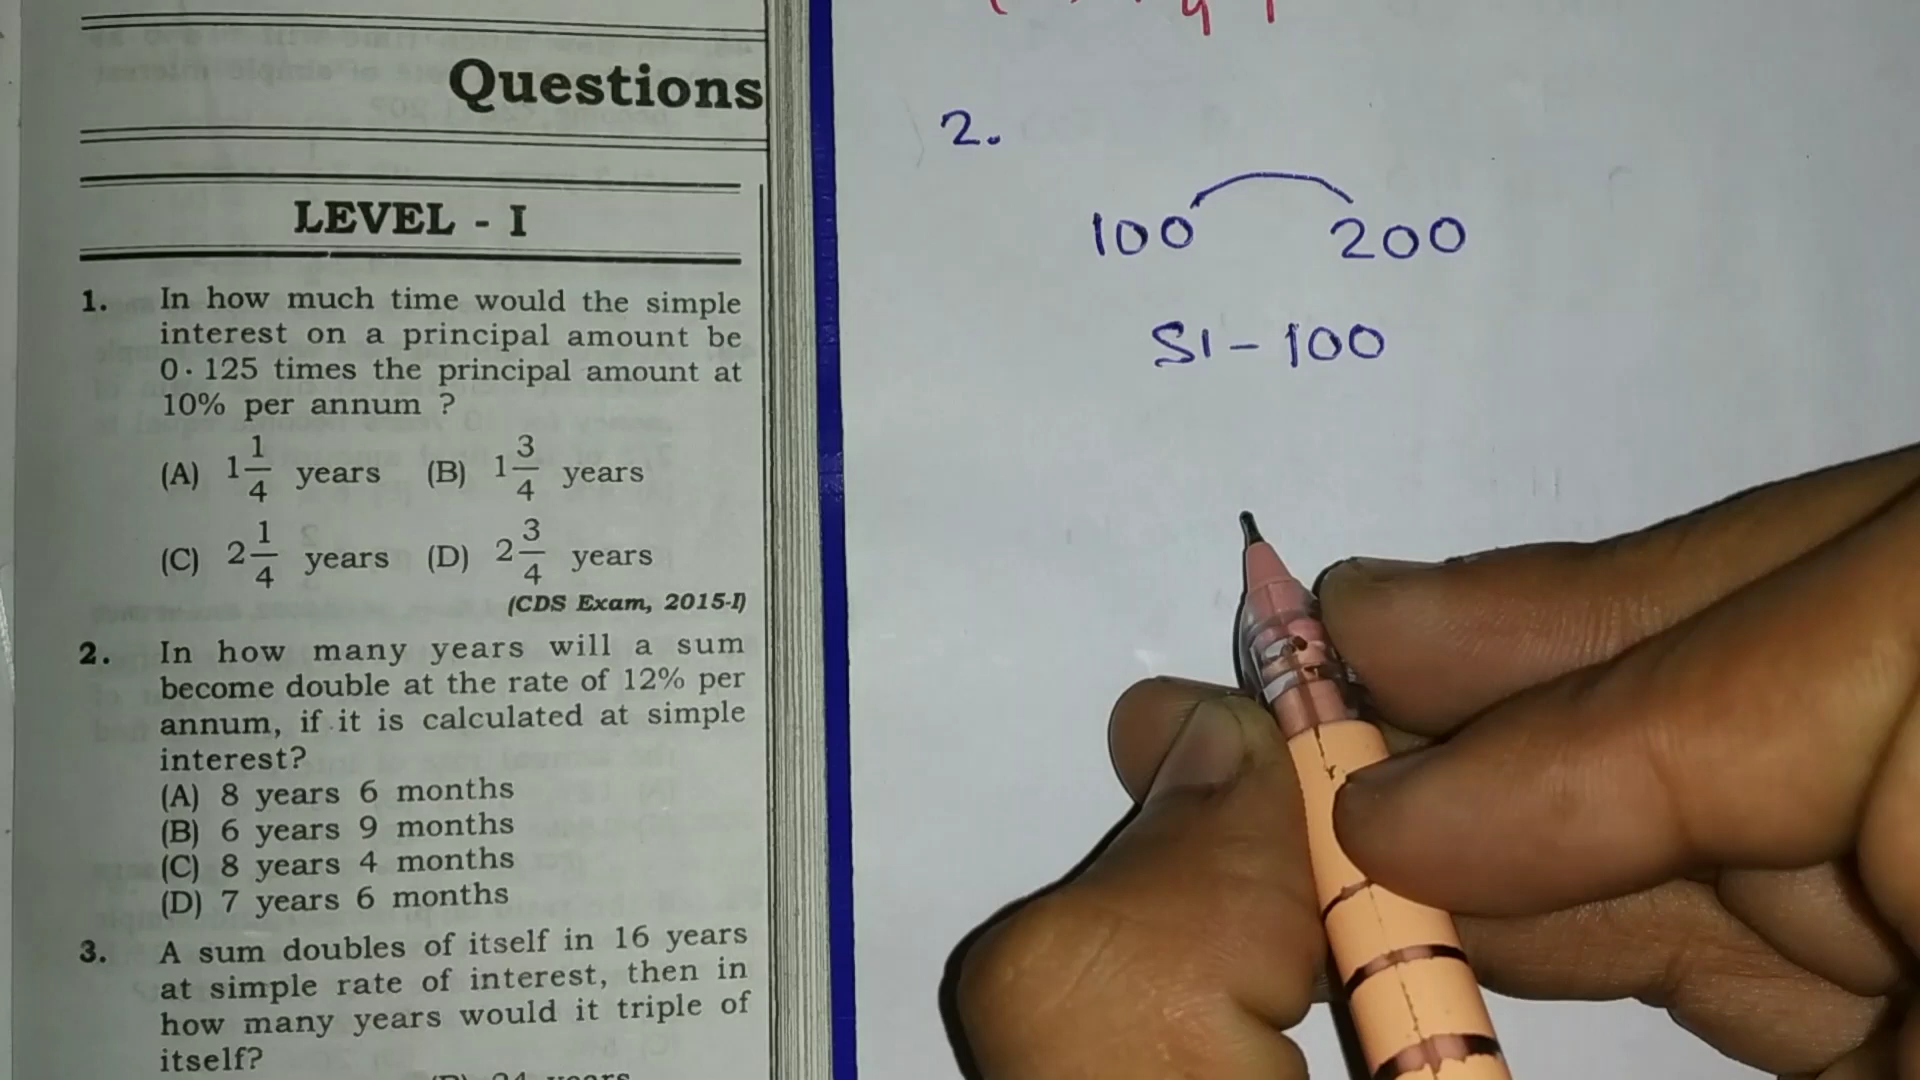 Questions
LEVEL - I
1. In how much time would the simple
interest on a principal amount be
0·125 times the principal amount at
10% per annum ?
(A) 1 1/4 years (B) 1 3/4 years
(C) 2 1/4 years (D) 2 3/4 years
(CDS Exam, 2015-I)
2. In how many years will a sum
become double at the rate of 12% per
annum, if it is calculated at simple
interest?
(A) 8 years 6 months
(B) 6 years 9 months
(C) 8 years 4 months
(D) 7 years 6 months
3. A sum doubles of itself in 16 years
at simple rate of interest, then in
how many years would it triple of
itself?
2.
100 200
SI - 100